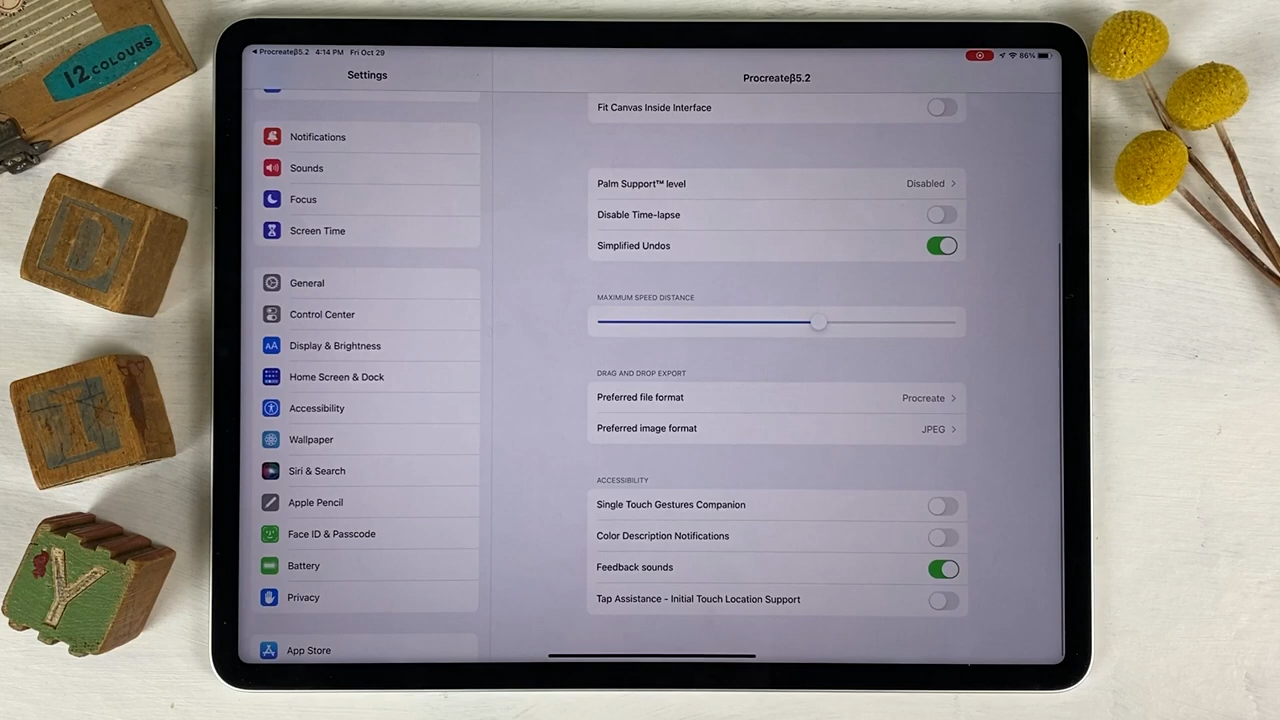 12 COLOURS
D
I
Y
◀ Procreateβ5.2 4:14 PM Fri Oct 29
86%
Settings
Notifications
Sounds
Focus
Screen Time
General
Control Center
AA Display & Brightness
Home Screen & Dock
Accessibility
Wallpaper
Siri & Search
Apple Pencil
Face ID & Passcode
Battery
Privacy
App Store
Procreateβ5.2
Fit Canvas Inside Interface
Palm Support™ level Disabled >
Disable Time-lapse
Simplified Undos
MAXIMUM SPEED DISTANCE
DRAG AND DROP EXPORT
Preferred file format Procreate >
Preferred image format JPEG >
ACCESSIBILITY
Single Touch Gestures Companion
Color Description Notifications
Feedback sounds
Tap Assistance - Initial Touch Location Support